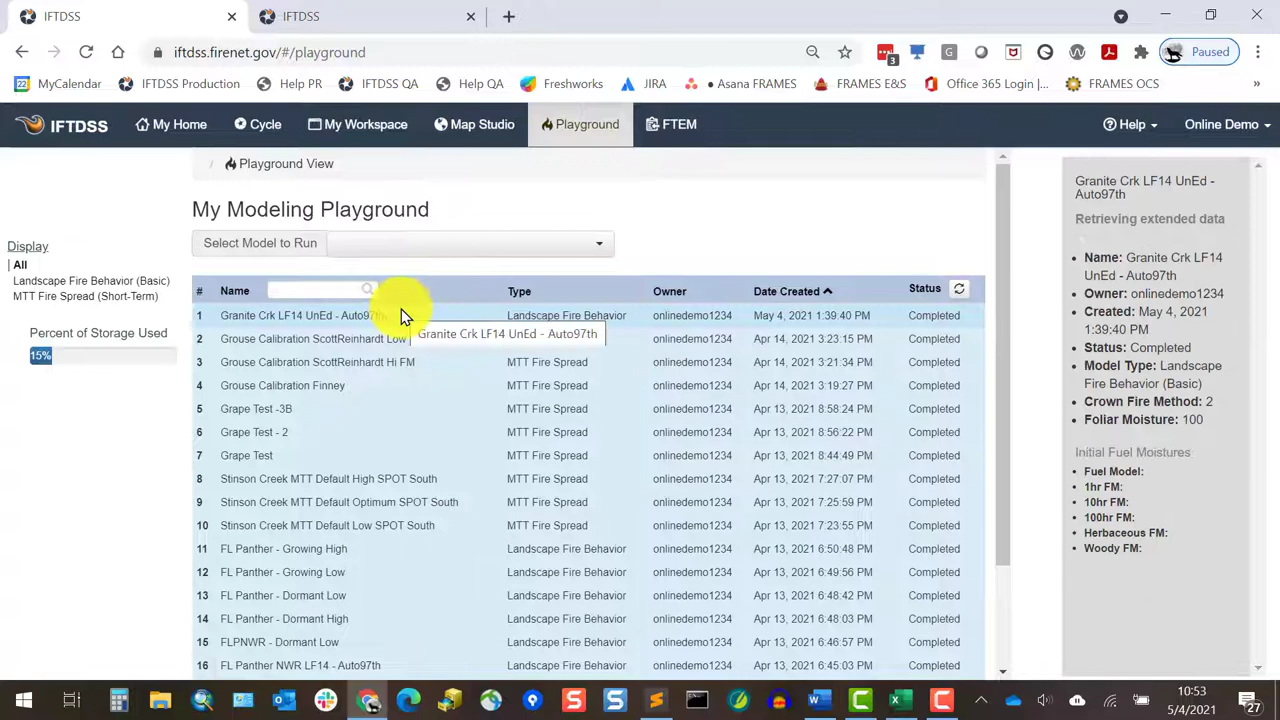 IFTDSS
IFTDSS
iftdss.firenet.gov/#/playground
3
G
Paused
22 MyCalendar
IFTDSS Production
Help PR
IFTDSS QA
Help QA
Freshworks
JIRA
• Asana FRAMES
FRAMES E&S
Office 365 Login |...
FRAMES OCS
»
IFTDSS
My Home
Cycle
My Workspace
Map Studio
Playground
FTEM
Help
Online Demo
/ Playground View
My Modeling Playground
Select Model to Run
Display
All
Landscape Fire Behavior (Basic)
MTT Fire Spread (Short-Term)
Percent of Storage Used
15%
# Name Type Owner Date Created Status
1 Granite Crk LF14 UnEd - Auto97th Landscape Fire Behavior onlinedemo1234 May 4, 2021 1:39:40 PM Completed
Granite Crk LF14 UnEd - Auto97th
2 Grouse Calibration ScottReinhardt Low onlinedemo1234 Apr 14, 2021 3:23:15 PM Completed
3 Grouse Calibration ScottReinhardt Hi FM MTT Fire Spread onlinedemo1234 Apr 14, 2021 3:21:37 PM Completed
4 Grouse Calibration Finney MTT Fire Spread onlinedemo1234 Apr 14, 2021 3:19:27 PM Completed
5 Grape Test -3B MTT Fire Spread onlinedemo1234 Apr 13, 2021 8:58:24 PM Completed
6 Grape Test - 2 MTT Fire Spread onlinedemo1234 Apr 13, 2021 8:56:22 PM Completed
7 Grape Test MTT Fire Spread onlinedemo1234 Apr 13, 2021 8:44:49 PM Completed
8 Stinson Creek MTT Default High SPOT South MTT Fire Spread onlinedemo1234 Apr 13, 2021 7:27:07 PM Completed
9 Stinson Creek MTT Default Optimum SPOT South MTT Fire Spread onlinedemo1234 Apr 13, 2021 7:25:59 PM Completed
10 Stinson Creek MTT Default Low SPOT South MTT Fire Spread onlinedemo1234 Apr 13, 2021 7:23:55 PM Completed
11 FL Panther - Growing High Landscape Fire Behavior onlinedemo1234 Apr 13, 2021 6:50:48 PM Completed
12 FL Panther - Growing Low Landscape Fire Behavior onlinedemo1234 Apr 13, 2021 6:49:56 PM Completed
13 FL Panther - Dormant Low Landscape Fire Behavior onlinedemo1234 Apr 13, 2021 6:48:42 PM Completed
14 FL Panther - Dormant High Landscape Fire Behavior onlinedemo1234 Apr 13, 2021 6:48:03 PM Completed
15 FLPNWR - Dormant Low Landscape Fire Behavior onlinedemo1234 Apr 13, 2021 6:46:57 PM Completed
16 FL Panther NWR LF14 - Auto97th Landscape Fire Behavior onlinedemo1234 Apr 13, 2021 6:45:03 PM Completed
Granite Crk LF14 UnEd -
Auto97th
Retrieving extended data
• Name: Granite Crk LF14
UnEd - Auto97th
• Owner: onlinedemo1234
• Created: May 4, 2021
1:39:40 PM
• Status: Completed
• Model Type: Landscape
Fire Behavior (Basic)
• Crown Fire Method: 2
• Foliar Moisture: 100
Initial Fuel Moistures
• Fuel Model:
• 1hr FM:
• 10hr FM:
• 100hr FM:
• Herbaceous FM:
• Woody FM:
10:53
5/4/2021
27